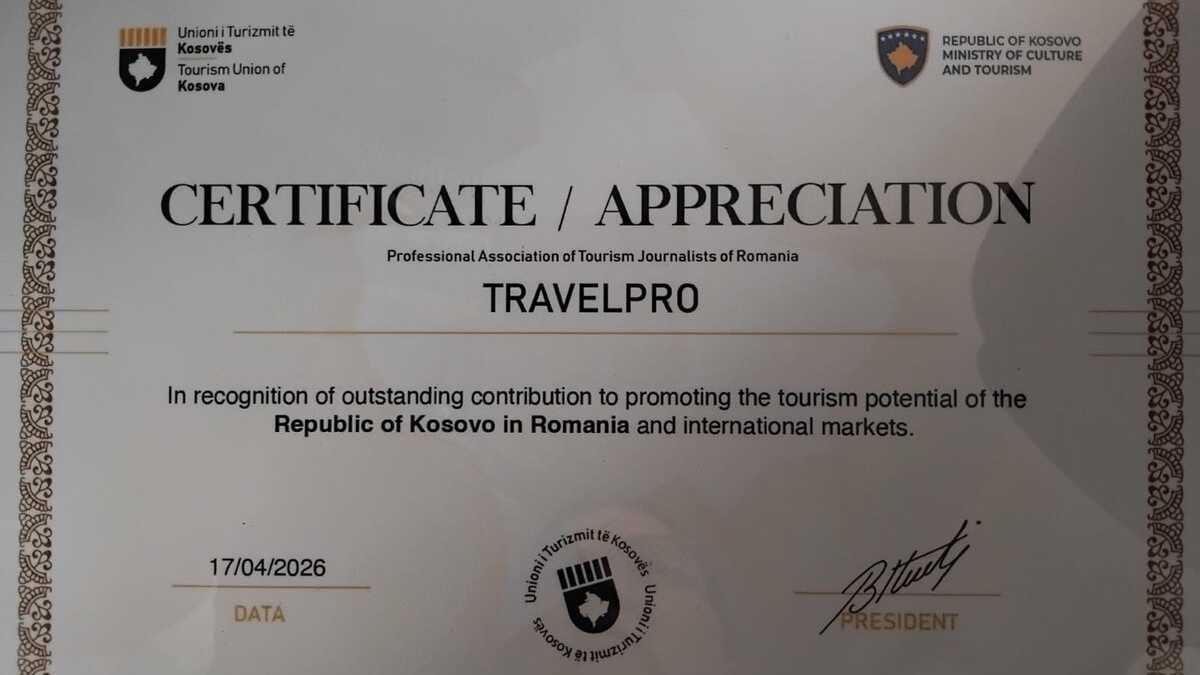 Unioni i Turizmit të
Kosovës
Tourism Union of
Kosova
REPUBLIC OF KOSOVO
MINISTRY OF CULTURE
AND TOURISM
CERTIFICATE / APPRECIATION
Professional Association of Tourism Journalists of Romania
TRAVELPRO
In recognition of outstanding contribution to promoting the tourism potential of the
Republic of Kosovo in Romania and international markets.
17/04/2026
DATA
Unioni i Turizmit të Kosovës
Unioni i Turizmit të Kosovës
PRESIDENT